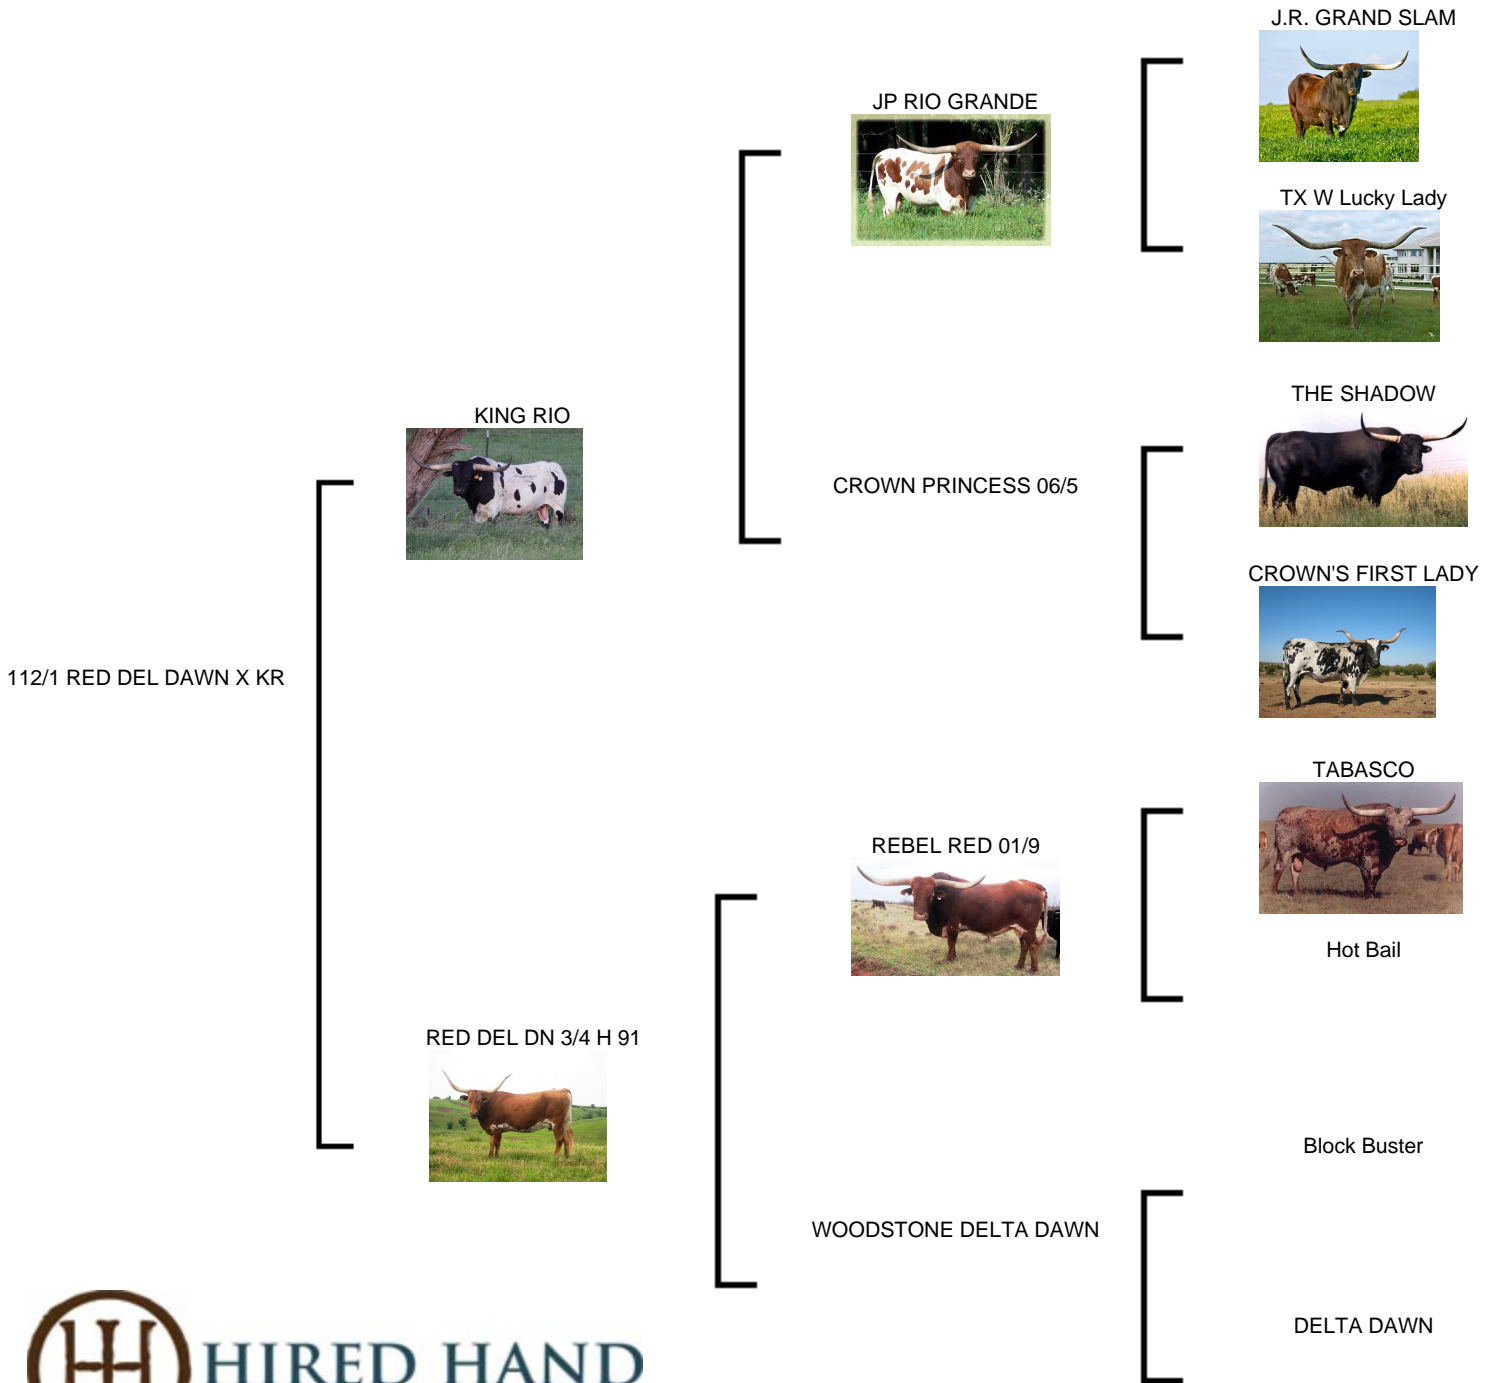 J.R. GRAND SLAM
JP RIO GRANDE
TX W Lucky Lady
KING RIO
THE SHADOW
CROWN PRINCESS 06/5
CROWN'S FIRST LADY
112/1 RED DEL DAWN X KR
TABASCO
REBEL RED 01/9
Hot Bail
RED DEL DN 3/4 H 91
Block Buster
WOODSTONE DELTA DAWN
DELTA DAWN
HIRED HAND